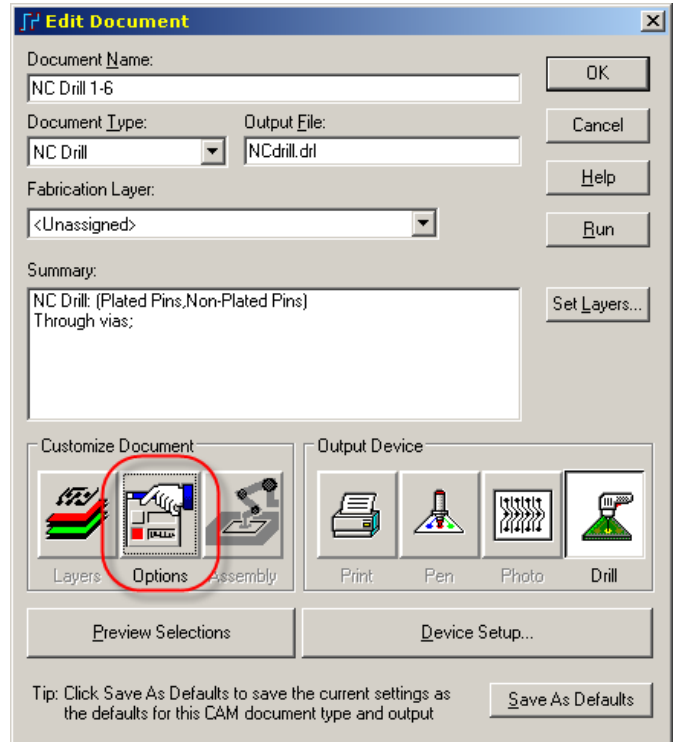 Edit Document
Document Name:
OK
NC Drill 1-6
Document Type:
Output File:
Cancel
NC Drill
NCdrill.drl
Help
Fabrication Layer:
<Unassigned>
Run
Summary:
NC Drill: (Plated Pins,Non-Plated Pins)
Through vias;
Set Layers...
Customize Document
Output Device
Layers
Options
Assembly
Print
Pen
Photo
Drill
Preview Selections
Device Setup...
Tip: Click Save As Defaults to save the current settings as
the defaults for this CAM document type and output
Save As Defaults